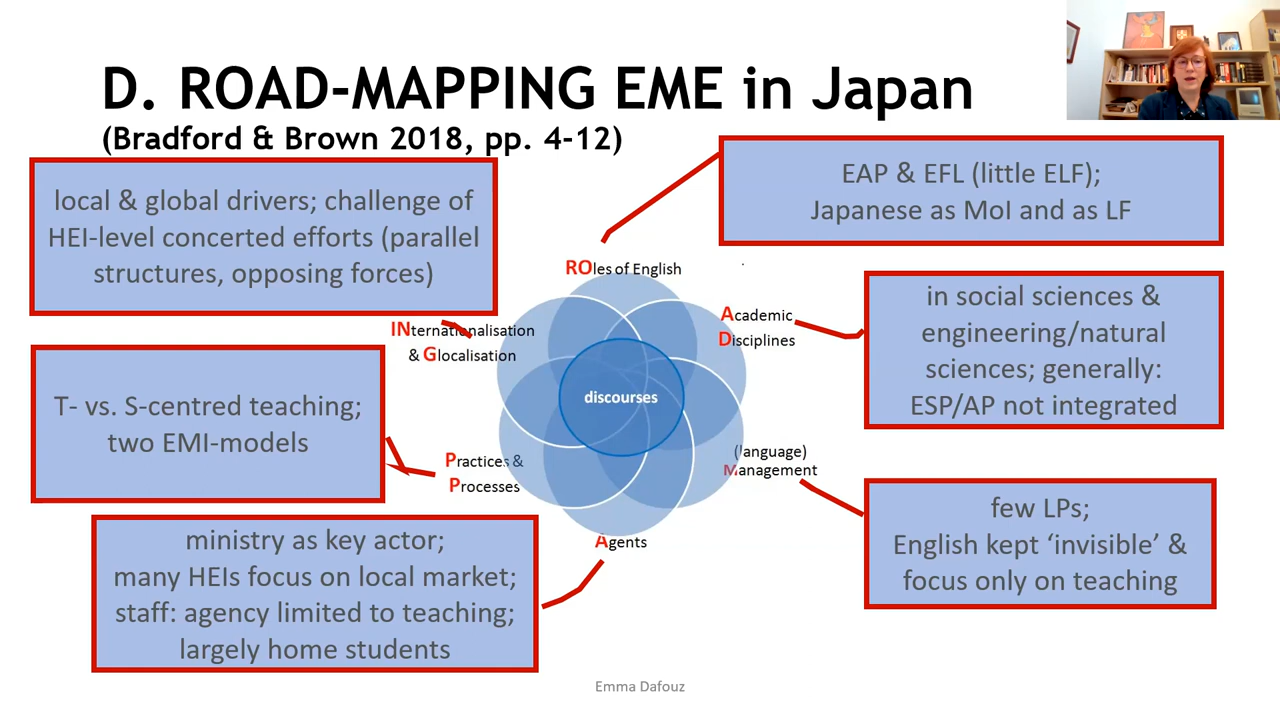 D. ROAD-MAPPING EME in Japan
(Bradford & Brown 2018, pp. 4-12)
local & global drivers; challenge of
HEI-level concerted efforts (parallel
structures, opposing forces)
EAP & EFL (little ELF);
Japanese as MoI and as LF
ROles of English
INternationalisation
& Glocalisation
Academic
Disciplines
in social sciences &
engineering/natural
sciences; generally:
ESP/AP not integrated
T- vs. S-centred teaching;
two EMI-models
discourses
Practices &
Processes
(language)
Management
few LPs;
English kept ‘invisible’ &
focus only on teaching
Agents
ministry as key actor;
many HEIs focus on local market;
staff: agency limited to teaching;
largely home students
Emma Dafouz